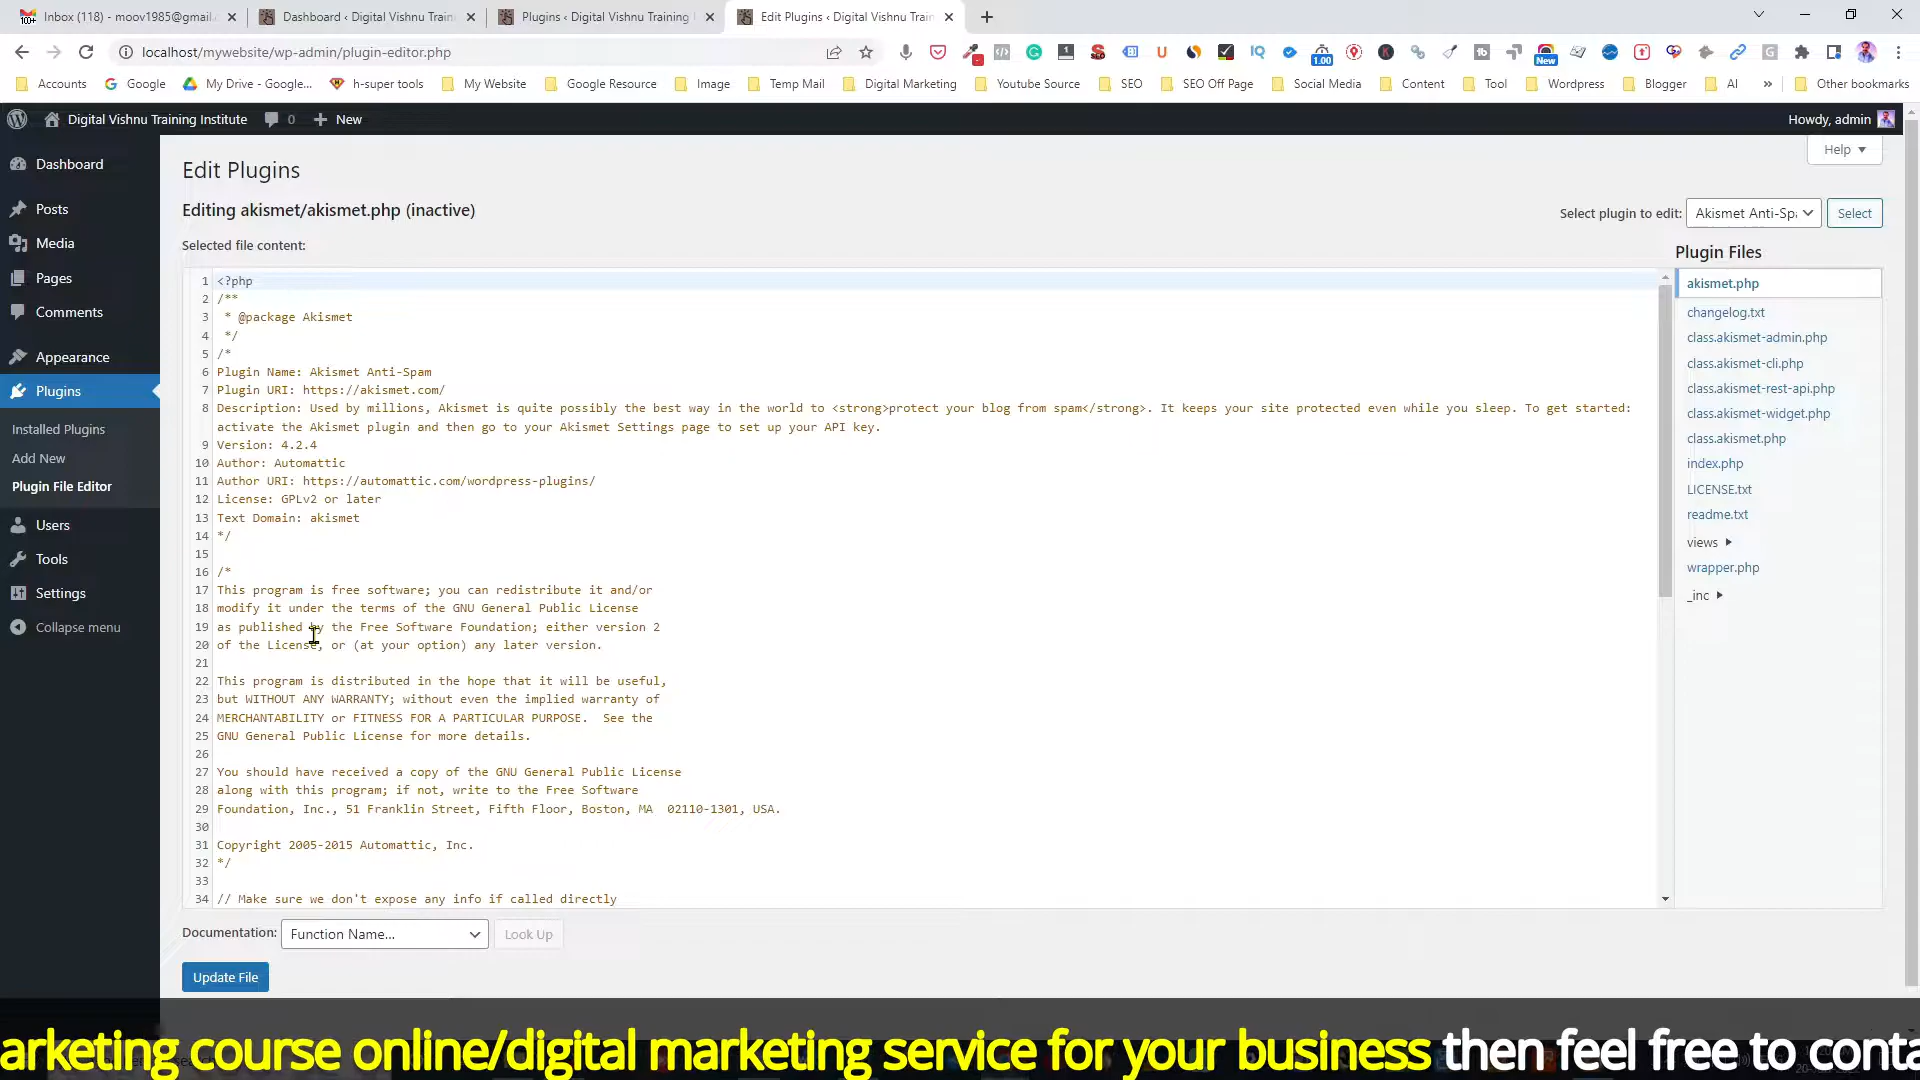 Inbox (118) - moov1985@gmail.
Dashboard ‹ Digital Vishnu Train
Plugins ‹ Digital Vishnu Training
Edit Plugins ‹ Digital Vishnu Train
localhost/mywebsite/wp-admin/plugin-editor.php
1.00
New
Accounts
Google
My Drive - Google...
h-super tools
My Website
Google Resource
Image
Temp Mail
Digital Marketing
Youtube Source
SEO
SEO Off Page
Social Media
Content
Tool
Wordpress
Blogger
AI
Other bookmarks
Digital Vishnu Training Institute
0
New
Howdy, admin
Dashboard
Posts
Media
Pages
Comments
Appearance
Plugins
Installed Plugins
Add New
Plugin File Editor
Users
Tools
Settings
Collapse menu
Help
Edit Plugins
Editing akismet/akismet.php (inactive)
Select plugin to edit: Akismet Anti-Sp Select
Selected file content:
1 <?php
2 /**
3 * @package Akismet
4 */
5 /*
6 Plugin Name: Akismet Anti-Spam
7 Plugin URI: https://akismet.com/
8 Description: Used by millions, Akismet is quite possibly the best way in the world to <strong>protect your blog from spam</strong>. It keeps your site protected even while you sleep. To get started:
activate the Akismet plugin and then go to your Akismet Settings page to set up your API key.
9 Version: 4.2.4
10 Author: Automattic
11 Author URI: https://automattic.com/wordpress-plugins/
12 License: GPLv2 or later
13 Text Domain: akismet
14 */
15
16 /*
17 This program is free software; you can redistribute it and/or
18 modify it under the terms of the GNU General Public License
19 as published by the Free Software Foundation; either version 2
20 of the License, or (at your option) any later version.
21
22 This program is distributed in the hope that it will be useful,
23 but WITHOUT ANY WARRANTY; without even the implied warranty of
24 MERCHANTABILITY or FITNESS FOR A PARTICULAR PURPOSE.  See the
25 GNU General Public License for more details.
26
27 You should have received a copy of the GNU General Public License
28 along with this program; if not, write to the Free Software
29 Foundation, Inc., 51 Franklin Street, Fifth Floor, Boston, MA  02110-1301, USA.
30
31 Copyright 2005-2015 Automattic, Inc.
32 */
33
34 // Make sure we don't expose any info if called directly
Plugin Files
akismet.php
changelog.txt
class.akismet-admin.php
class.akismet-cli.php
class.akismet-rest-api.php
class.akismet-widget.php
class.akismet.php
index.php
LICENSE.txt
readme.txt
views
wrapper.php
_inc
Documentation: Function Name... Look Up
Update File
arketing course online/digital marketing service for your business then feel free to conta